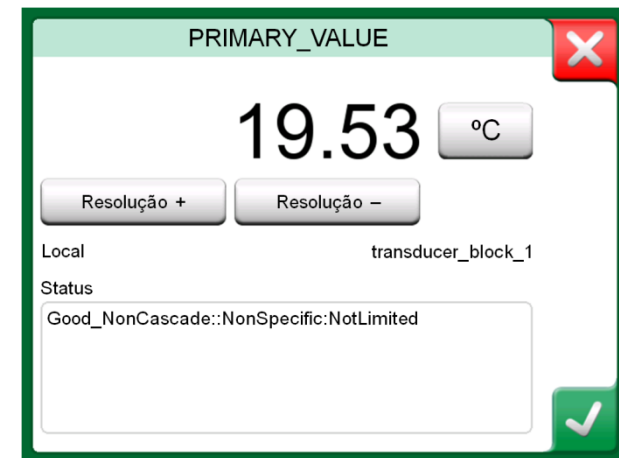 PRIMARY_VALUE
19.53 ºC
Resolução + Resolução –
Local transducer_block_1
Status
Good_NonCascade::NonSpecific:NotLimited